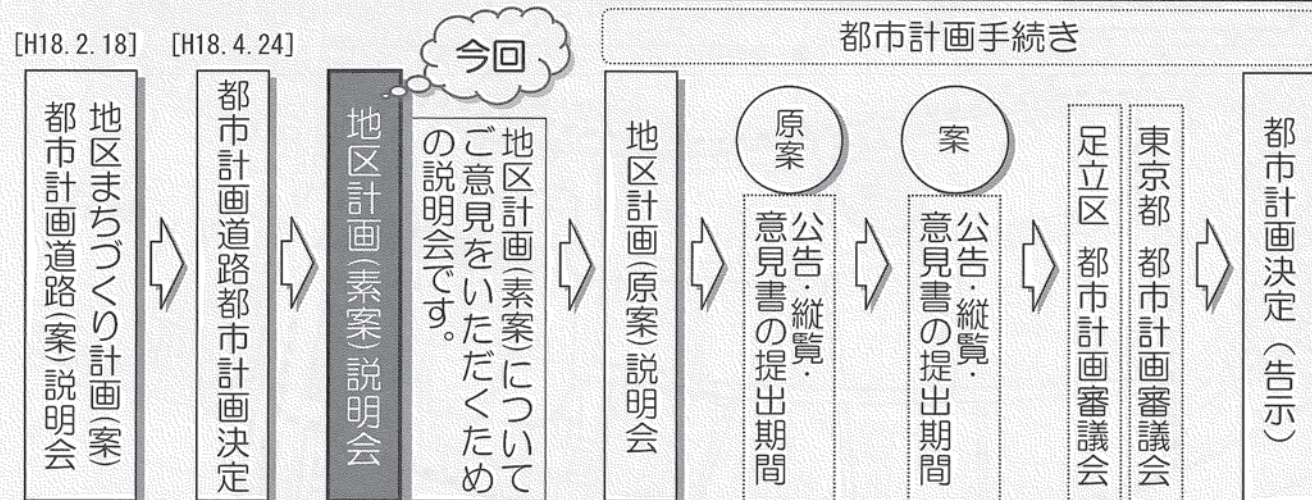 [H18.2.18]
地区まちづくり計画(案)
都市計画道路(案)説明会
[H18.4.24]
都市計画道路都市計画決定
今回
地区計画(素案)説明会
地区計画(素案)について
ご意見をいただくため
の説明会です。
都市計画手続き
地区計画(原案)説明会
原案
公告・縦覧・
意見書の提出期間
案
公告・縦覧・
意見書の提出期間
東京都 都市計画審議会
足立区 都市計画審議会
都市計画決定(告示)